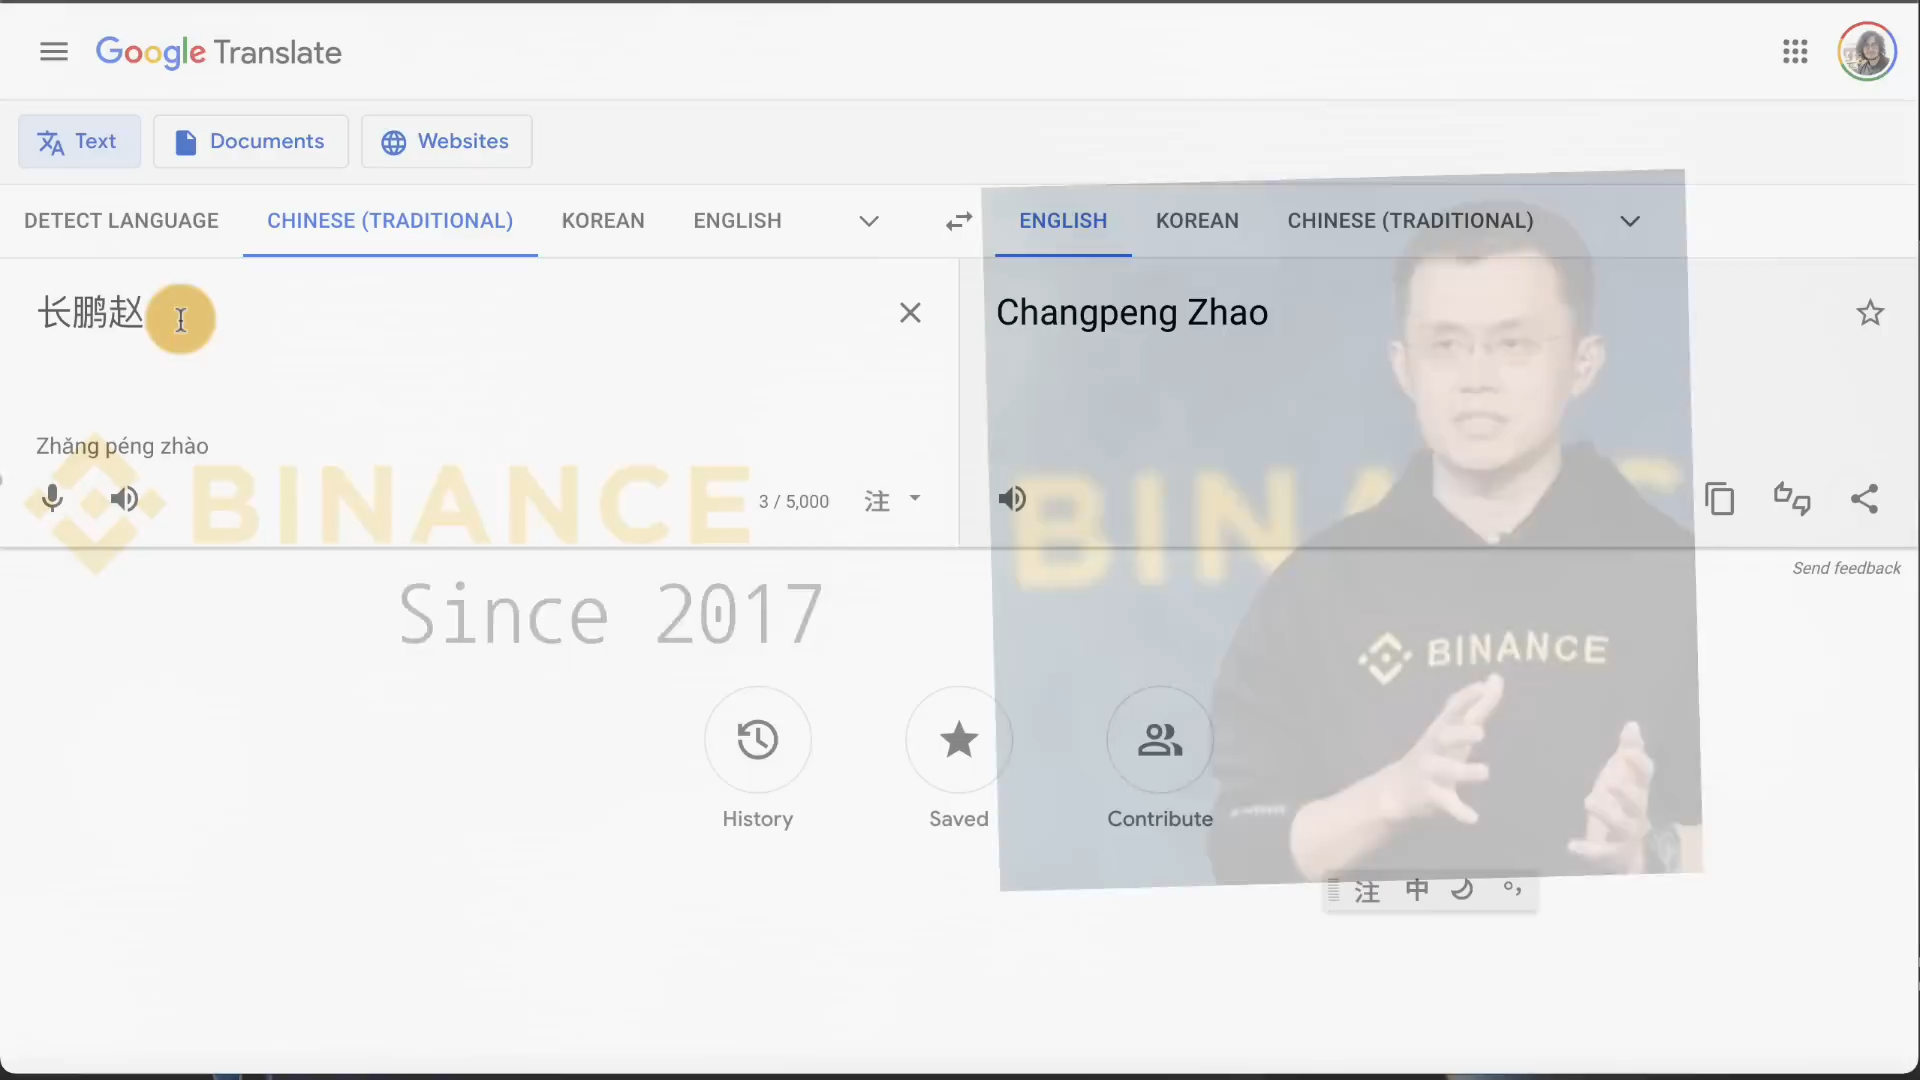 Google Translate
Text
Documents
Websites
DETECT LANGUAGE
CHINESE (TRADITIONAL)
KOREAN
ENGLISH
ENGLISH
KOREAN
CHINESE (TRADITIONAL)
长鹏赵
Changpeng Zhao
Zhǎng péng zhào
BINANCE
3 / 5,000
注
BIN
Send feedback
Since 2017
BINANCE
History
Saved
Contribute
注 中 °,